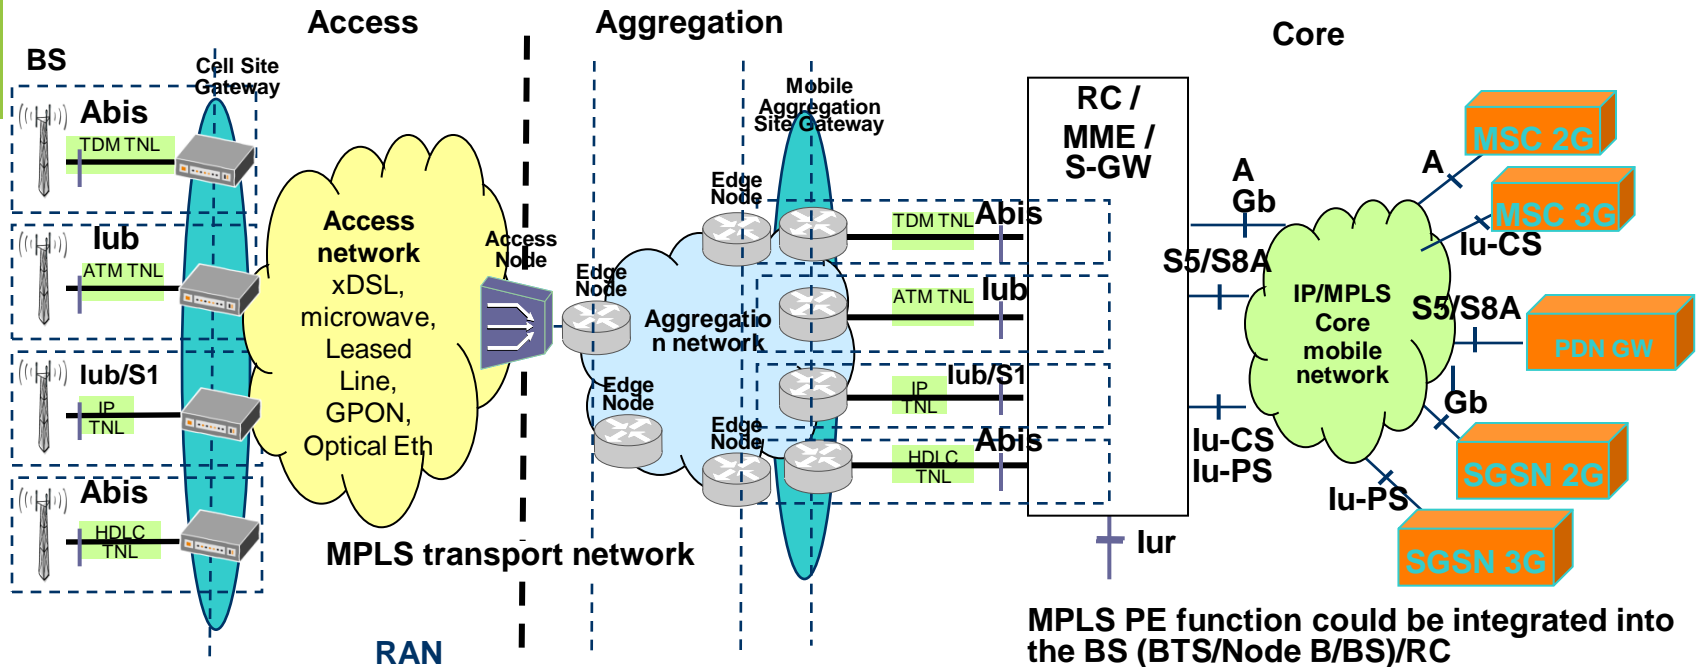 Access
Aggregation
Core
BS
Cell Site
Gateway
Abis
TDM TNL
Iub
ATM TNL
Iub/S1
IP
TNL
Abis
HDLC
TNL
Access
network
xDSL,
microwave,
Leased
Line,
GPON,
Optical Eth
Access
Node
Edge
Node
Edge
Node
Edge
Node
Edge
Node
Aggregatio
n network
Mobile
Aggregation
Site Gateway
TDM TNL
Abis
ATM TNL
Iub
IP
TNL
Iub/S1
HDLC
TNL
Abis
RC /
MME /
S-GW
Iur
A
Gb
S5/S8A
Iu-CS
Iu-PS
IP/MPLS
Core
mobile
network
A
MSC 2G
MSC 3G
Iu-CS
S5/S8A
PDN GW
Gb
SGSN 2G
Iu-PS
SGSN 3G
MPLS transport network
RAN
MPLS PE function could be integrated into
the BS (BTS/Node B/BS)/RC